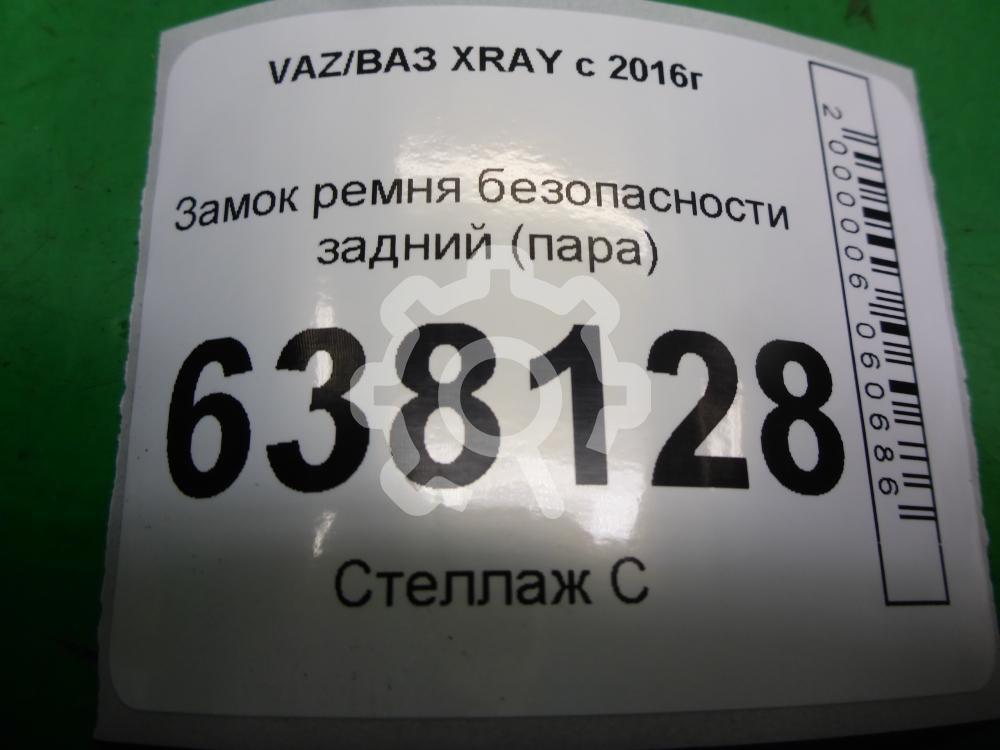 VAZ/ВАЗ XRAY с 2016г
Замок ремня безопасности
задний (пара)
638128
Стеллаж С
2000006060686